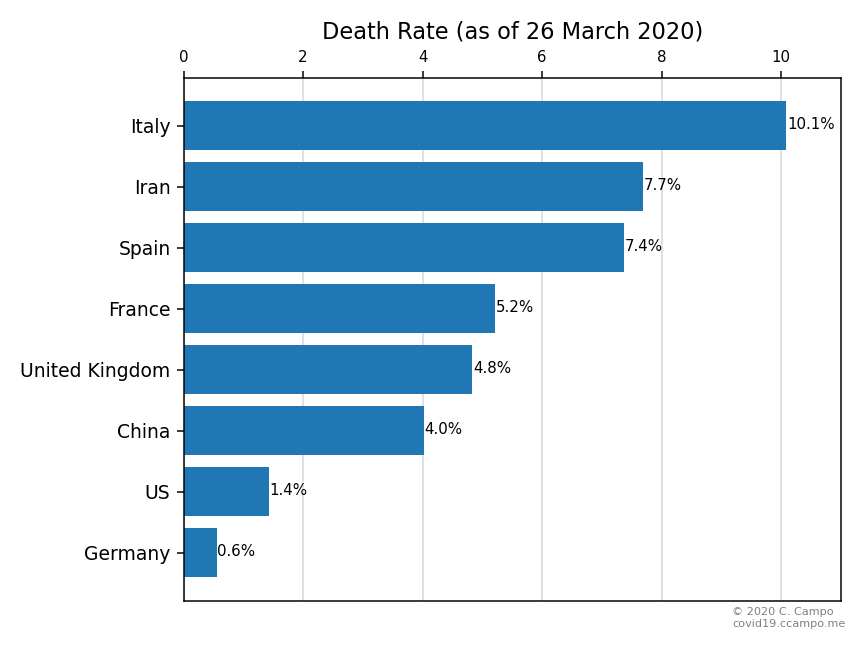 Death Rate (as of 26 March 2020)
0 2 4 6 8 10
Italy 10.1%
Iran 7.7%
Spain 7.4%
France 5.2%
United Kingdom 4.8%
China 4.0%
US 1.4%
Germany 0.6%
© 2020 C. Campo
covid19.ccampo.me